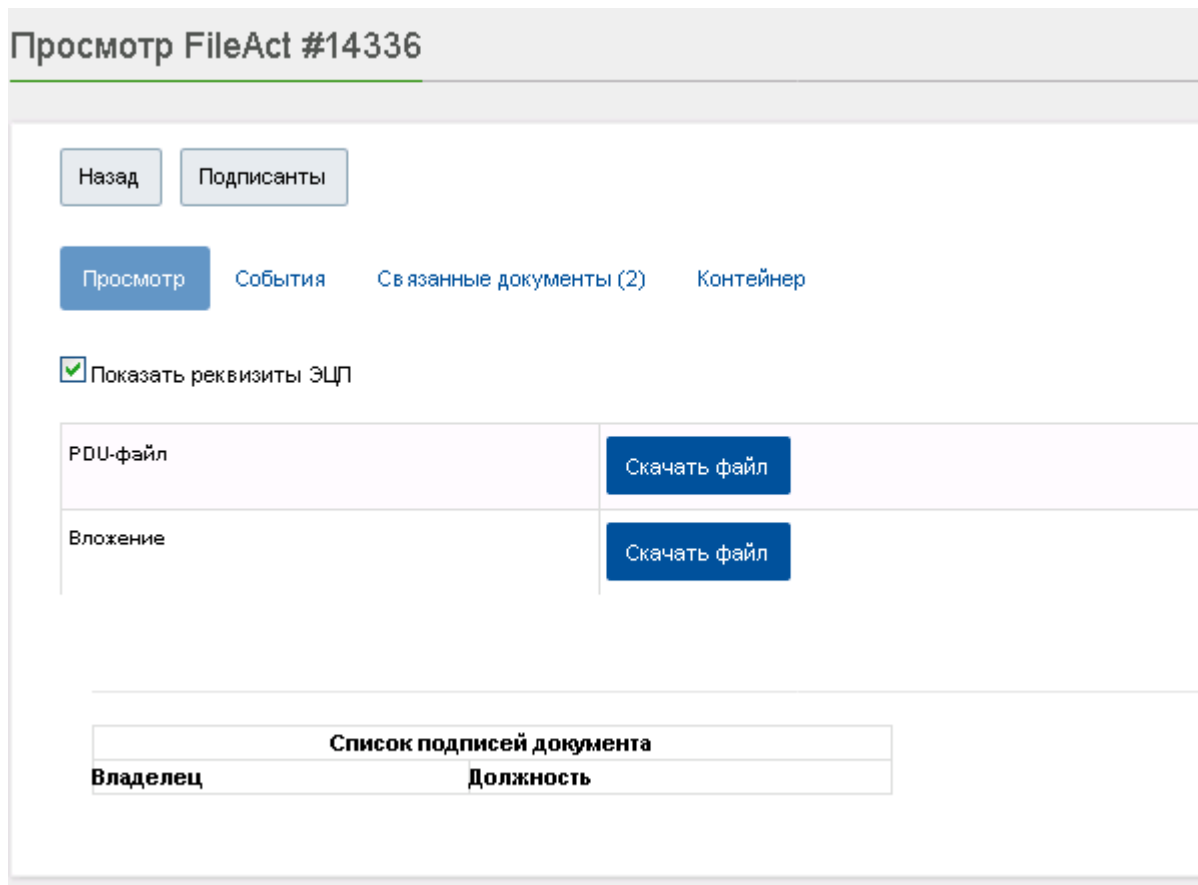 Просмотр FileAct #14336
Назад Подписанты
Просмотр События Связанные документы (2) Контейнер
Показать реквизиты ЭЦП
PDU-файл Скачать файл
Вложение Скачать файл
Список подписей документа
Владелец Должность